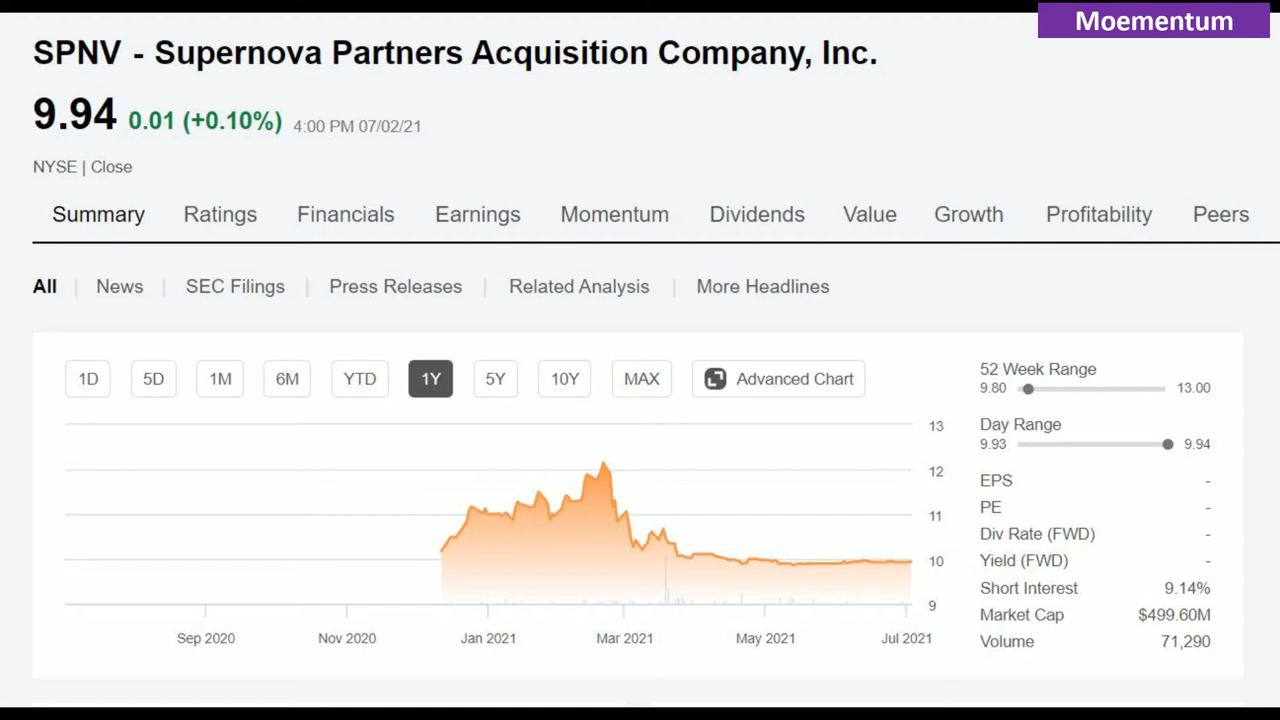 Moementum
SPNV - Supernova Partners Acquisition Company, Inc.
9.94 0.01 (+0.10%) 4:00 PM 07/02/21
NYSE | Close
Summary Ratings Financials Earnings Momentum Dividends Value Growth Profitability Peers
All | News | SEC Filings | Press Releases | Related Analysis | More Headlines
1D 5D 1M 6M YTD 1Y 5Y 10Y MAX Advanced Chart
13
12
11
10
9
Sep 2020 Nov 2020 Jan 2021 Mar 2021 May 2021 Jul 2021
52 Week Range
9.80 13.00
Day Range
9.93 9.94
EPS -
PE -
Div Rate (FWD) -
Yield (FWD) -
Short Interest 9.14%
Market Cap $499.60M
Volume 71,290